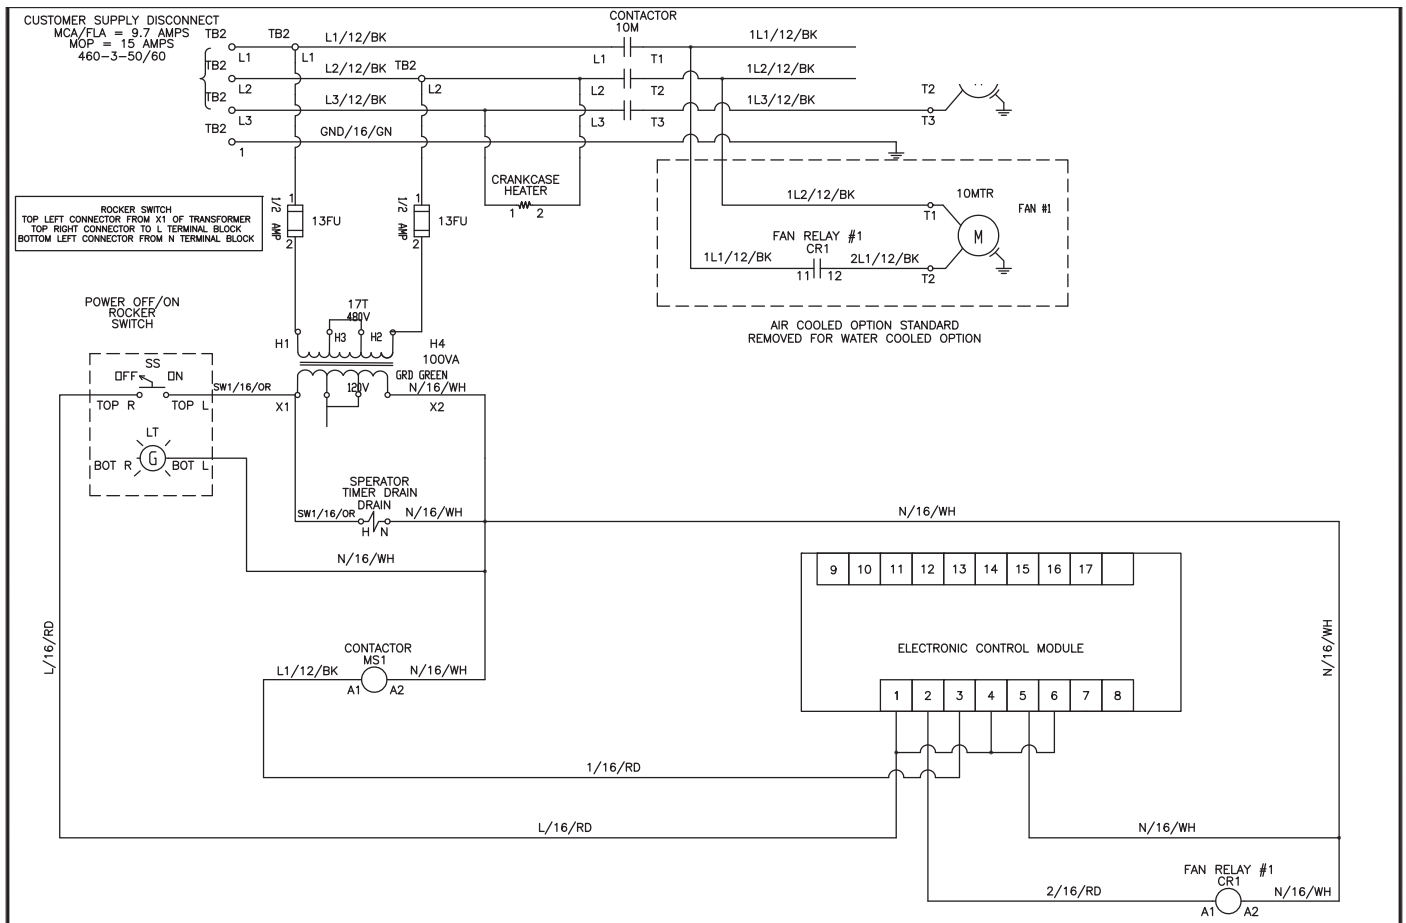 CUSTOMER SUPPLY DISCONNECT
MCA/FLA = 9.7 AMPS
MOP = 15 AMPS
460-3-50/60
TB2
TB2
L1/12/BK
CONTACTOR
10M
1L1/12/BK
L1
L1
L1
T1
TB2
L2/12/BK
TB2
1L2/12/BK
L2
L2
L2
T2
T2
TB2
L3/12/BK
1L3/12/BK
L3
L3
T3
T3
TB2
GND/16/GN
1
CRANKCASE
HEATER
1 2
1
1/2 AMP
13FU
2
1
1/2 AMP
13FU
2
ROCKER SWITCH
TOP LEFT CONNECTOR FROM X1 OF TRANSFORMER
TOP RIGHT CONNECTOR TO L TERMINAL BLOCK
BOTTOM LEFT CONNECTOR FROM N TERMINAL BLOCK
1L2/12/BK
10MTR
FAN #1
T1
M
FAN RELAY #1
CR1
1L1/12/BK
2L1/12/BK
11 12
T2
AIR COOLED OPTION STANDARD
REMOVED FOR WATER COOLED OPTION
POWER OFF/ON
ROCKER
SWITCH
17T
480V
H1
H3
H2
H4
100VA
GRD GREEN
SS
OFF ON
SW1/16/OR
120V
N/16/WH
TOP R
TOP L
X1
X2
LT
BOT R
G
BOT L
SPERATOR
TIMER DRAIN
DRAIN
SW1/16/OR
N/16/WH
N/16/WH
H N
N/16/WH
9 10 11 12 13 14 15 16 17
L/16/RD
N/16/WH
ELECTRONIC CONTROL MODULE
CONTACTOR
MS1
L1/12/BK
N/16/WH
A1 A2
1 2 3 4 5 6 7 8
1/16/RD
L/16/RD
N/16/WH
FAN RELAY #1
CR1
2/16/RD
N/16/WH
A1 A2